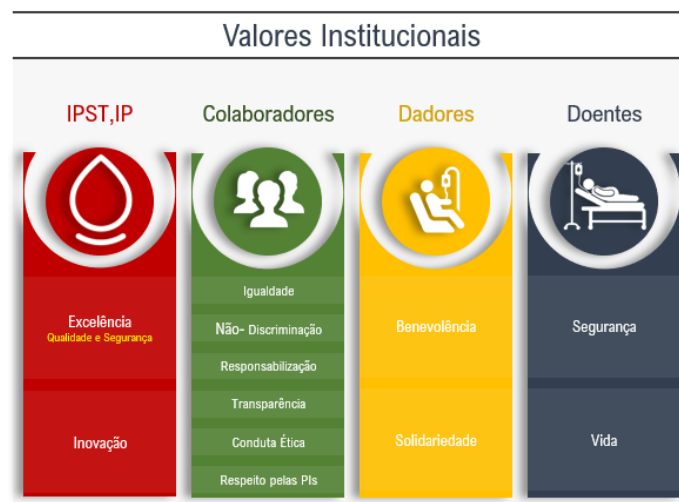 Valores Institucionais
IPST,IP
Colaboradores
Dadores
Doentes
Excelência
Qualidade e Segurança
Inovação
Igualdade
Não- Discriminação
Responsabilização
Transparência
Conduta Ética
Respeito pelas PIs
Benevolência
Solidariedade
Segurança
Vida